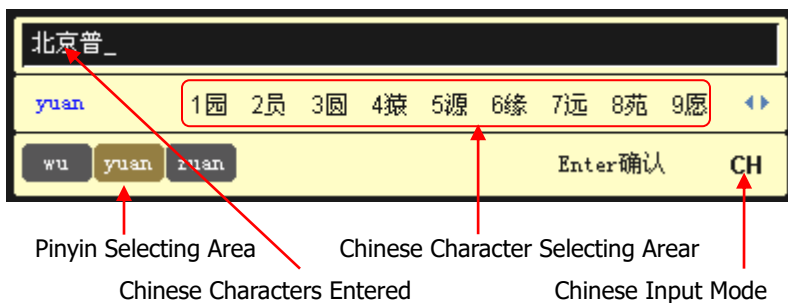 北京普_
yuan 1园 2员 3圆 4猿 5源 6缘 7远 8苑 9愿
wu yuan xuan Enter确认 CH
Pinyin Selecting Area Chinese Character Selecting Arear
Chinese Characters Entered Chinese Input Mode